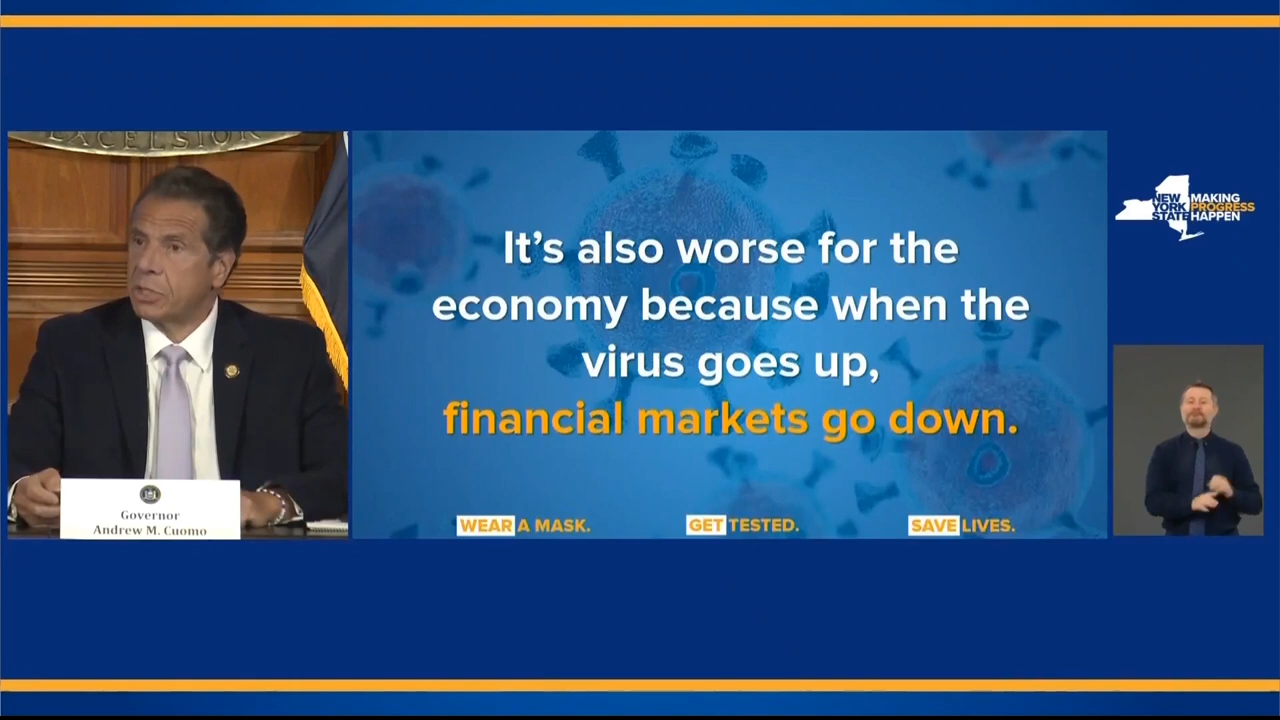 EXCELSIOR
Governor
Andrew M. Cuomo
It's also worse for the
economy because when the
virus goes up,
financial markets go down.
WEAR A MASK.
GET TESTED.
SAVE LIVES.
NEW
YORK
STATE
MAKING
PROGRESS
HAPPEN